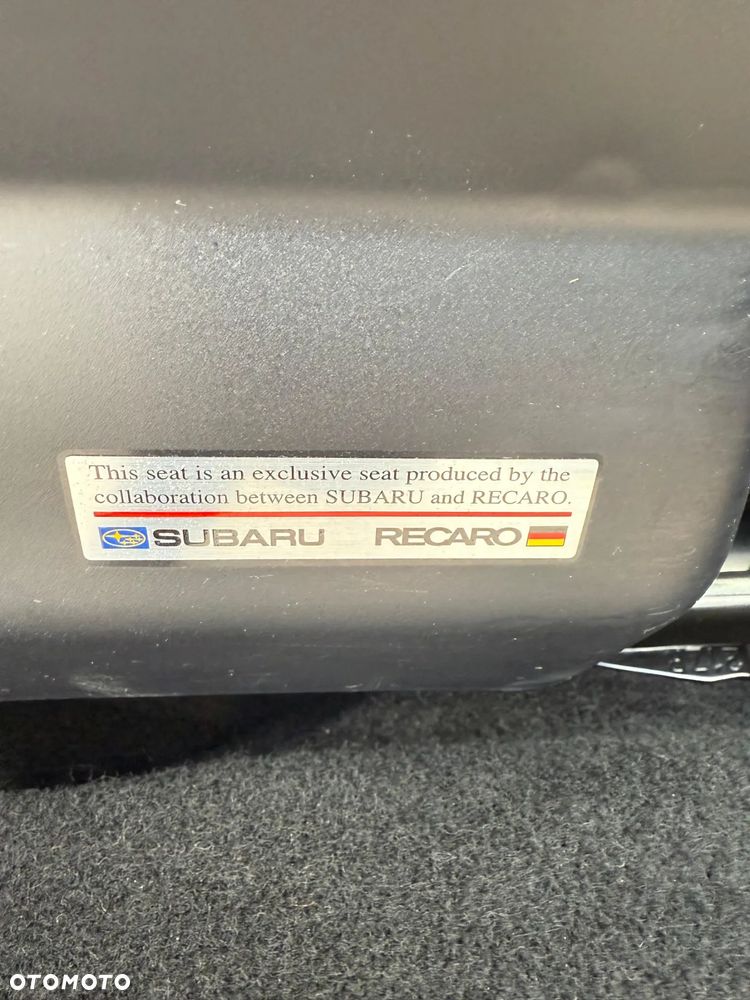 This seat is an exclusive seat produced by the
collaboration between SUBARU and RECARO.
SUBARU RECARO
OTOMOTO